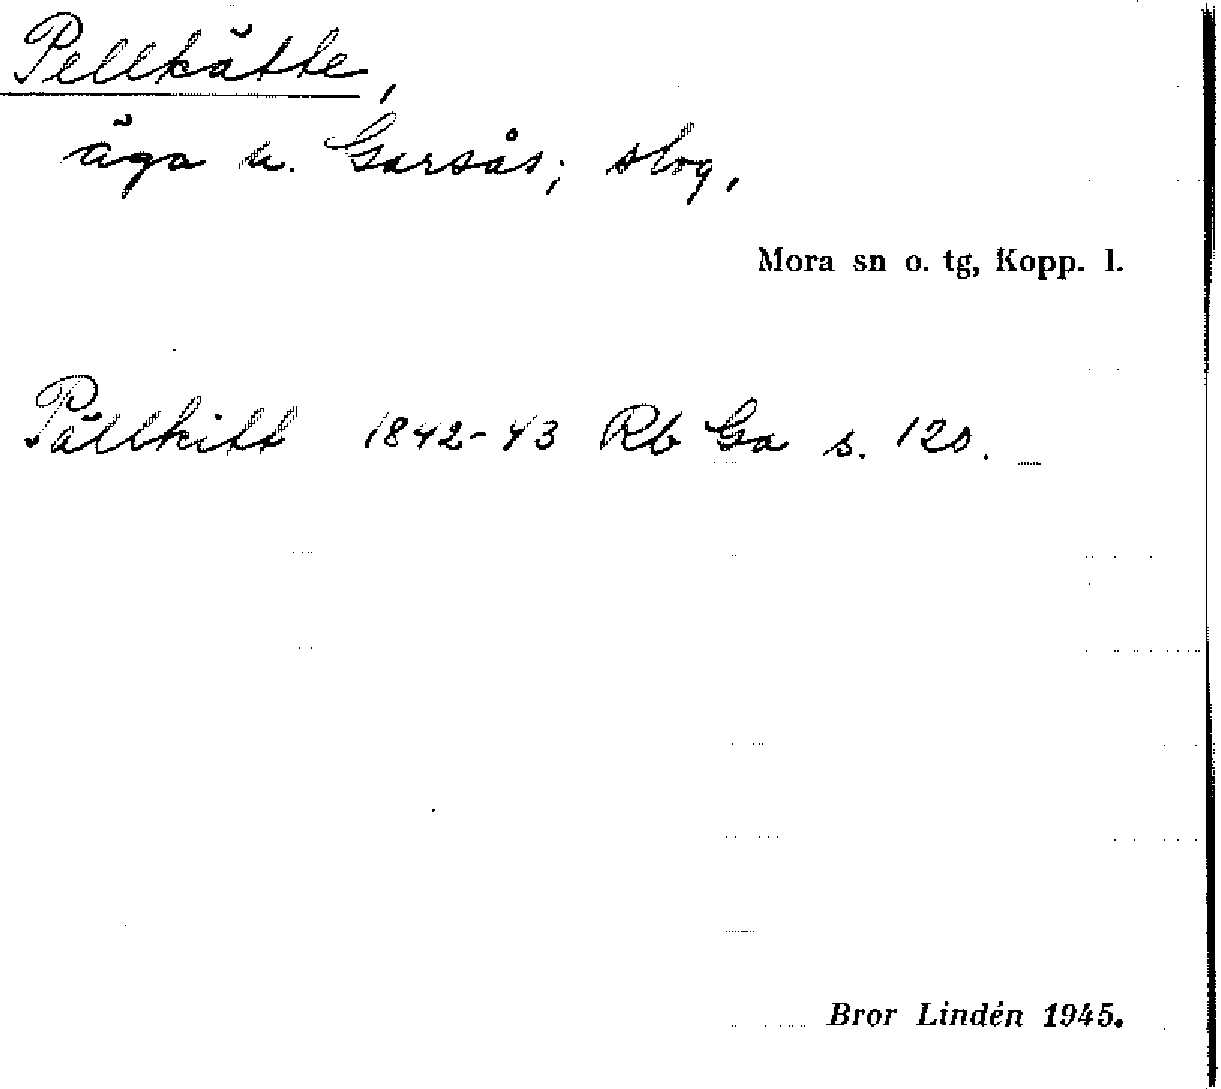 Pellkätte,
äga u. Garsås; skog.
Mora sn o. tg, Kopp. l.
Pällkitt 1842-43 Rb Ga s. 120. _
Bror Lindén 1945.